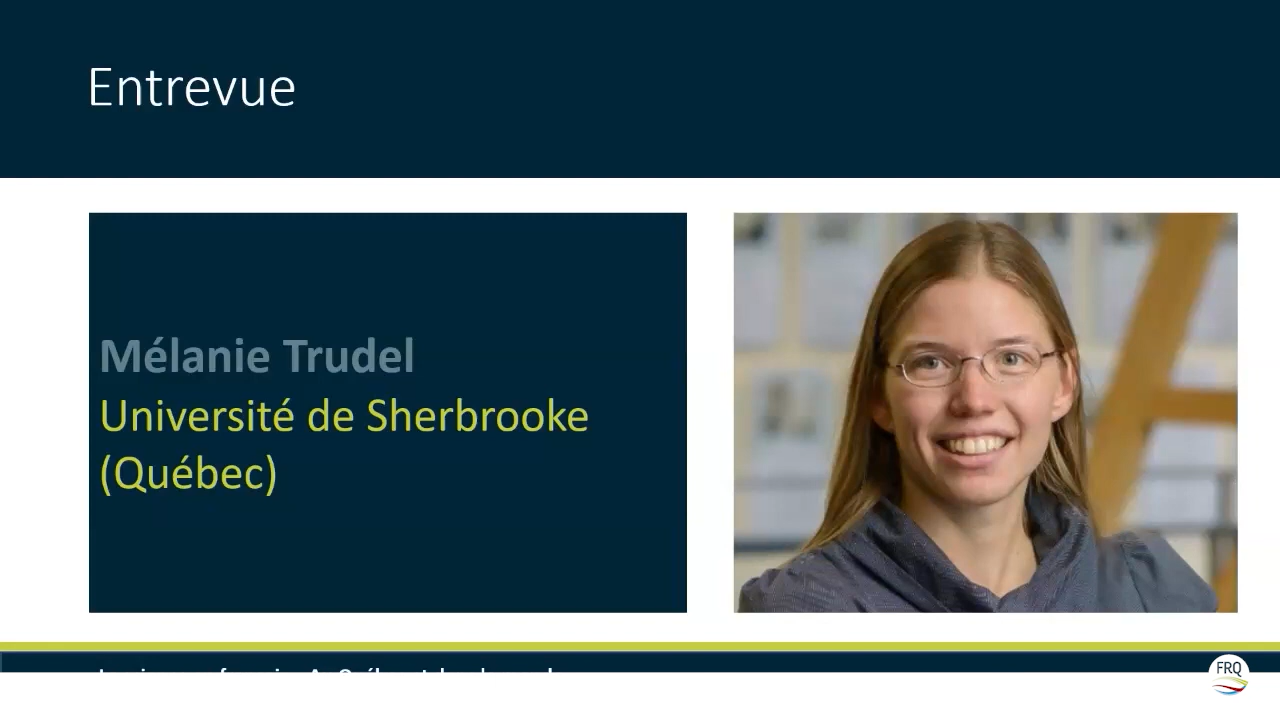 Entrevue
Mélanie Trudel
Université de Sherbrooke
(Québec)
FRQ